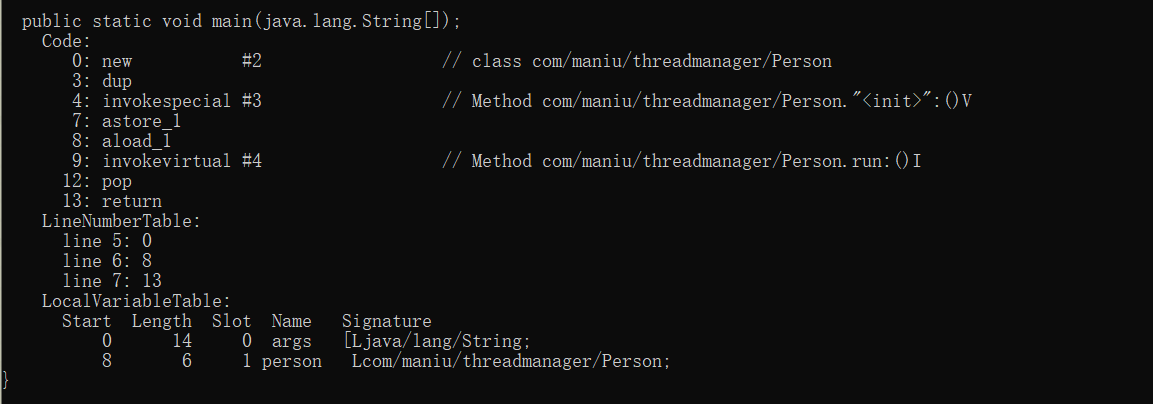 public static void main(java.lang.String[]);
Code:
0: new #2 // class com/maniu/threadmanager/Person
3: dup
4: invokespecial #3 // Method com/maniu/threadmanager/Person."<init>":()V
7: astore_1
8: aload_1
9: invokevirtual #4 // Method com/maniu/threadmanager/Person.run:()I
12: pop
13: return
LineNumberTable:
line 5: 0
line 6: 8
line 7: 13
LocalVariableTable:
Start Length Slot Name Signature
0 14 0 args [Ljava/lang/String;
8 6 1 person Lcom/maniu/threadmanager/Person;
}